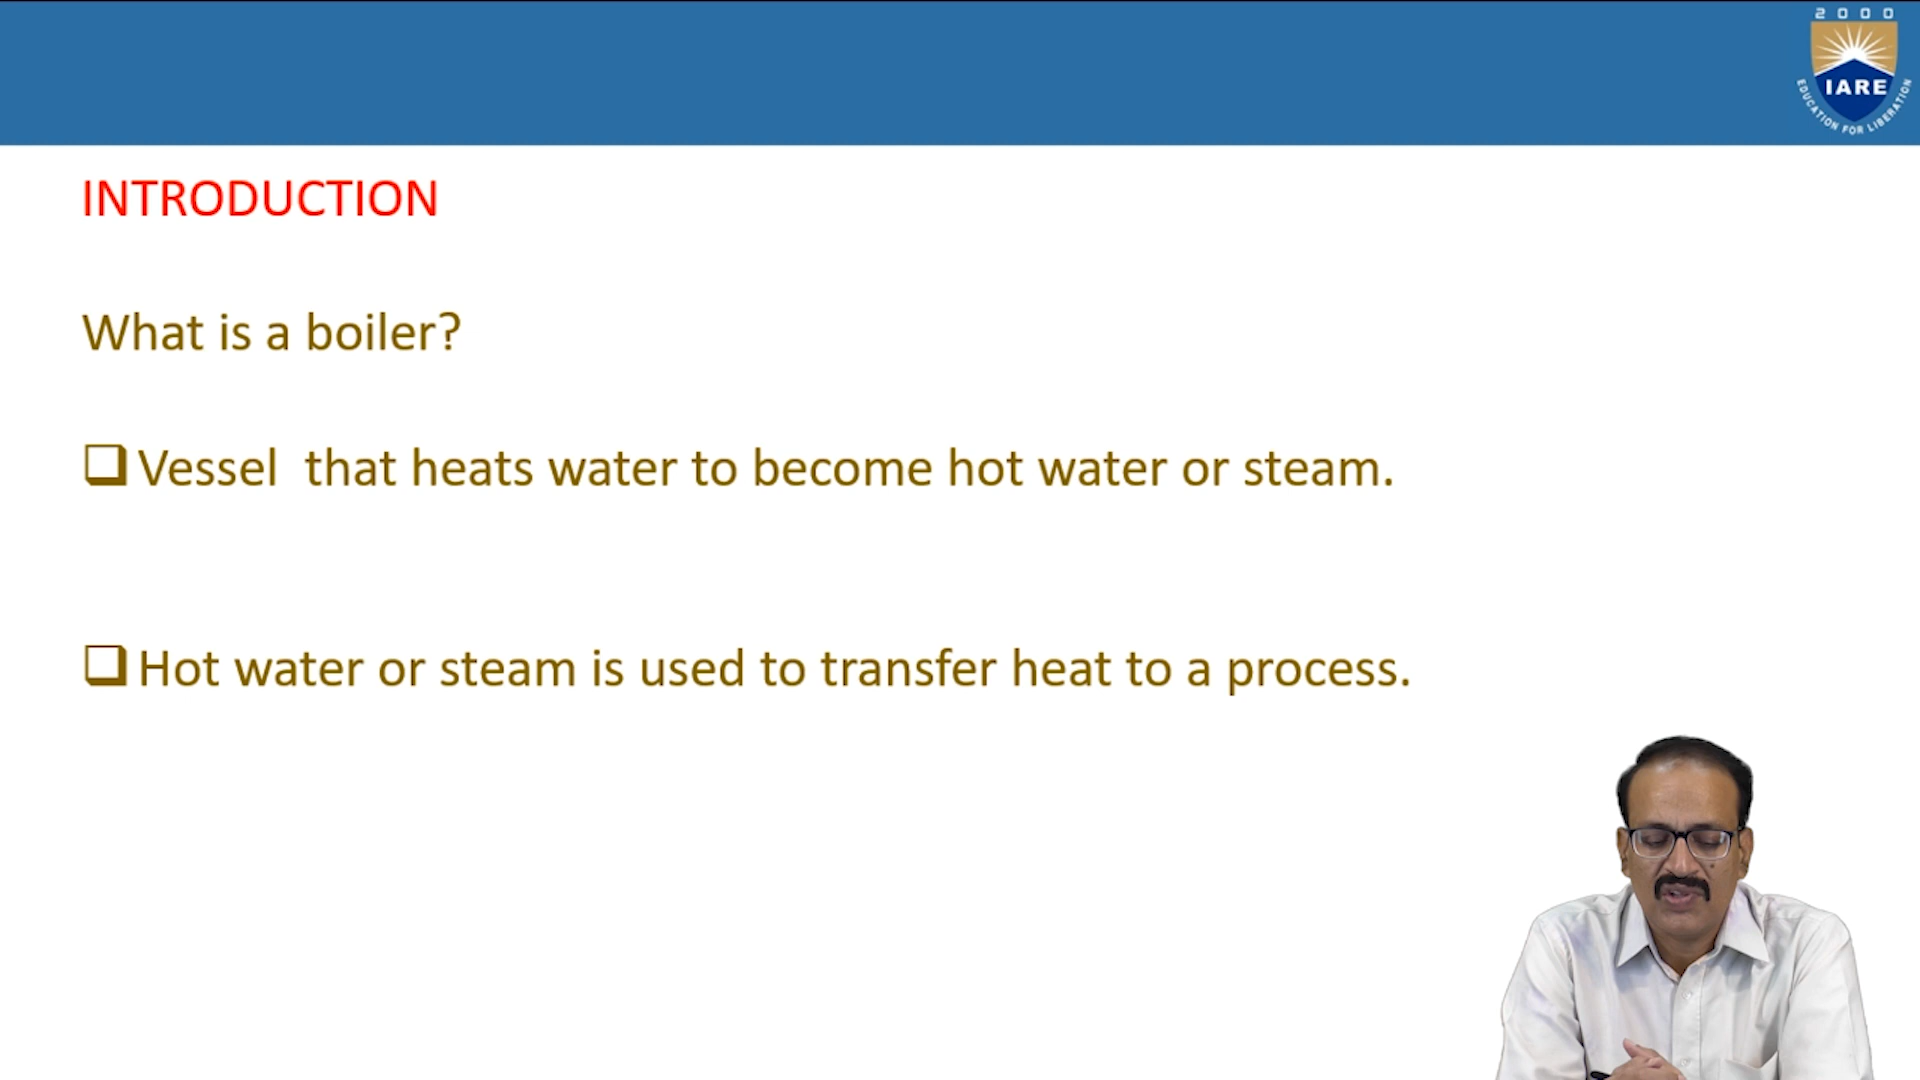 2000
IARE
EDUCATION FOR LIBERATION
INTRODUCTION
What is a boiler?
Vessel that heats water to become hot water or steam.
Hot water or steam is used to transfer heat to a process.